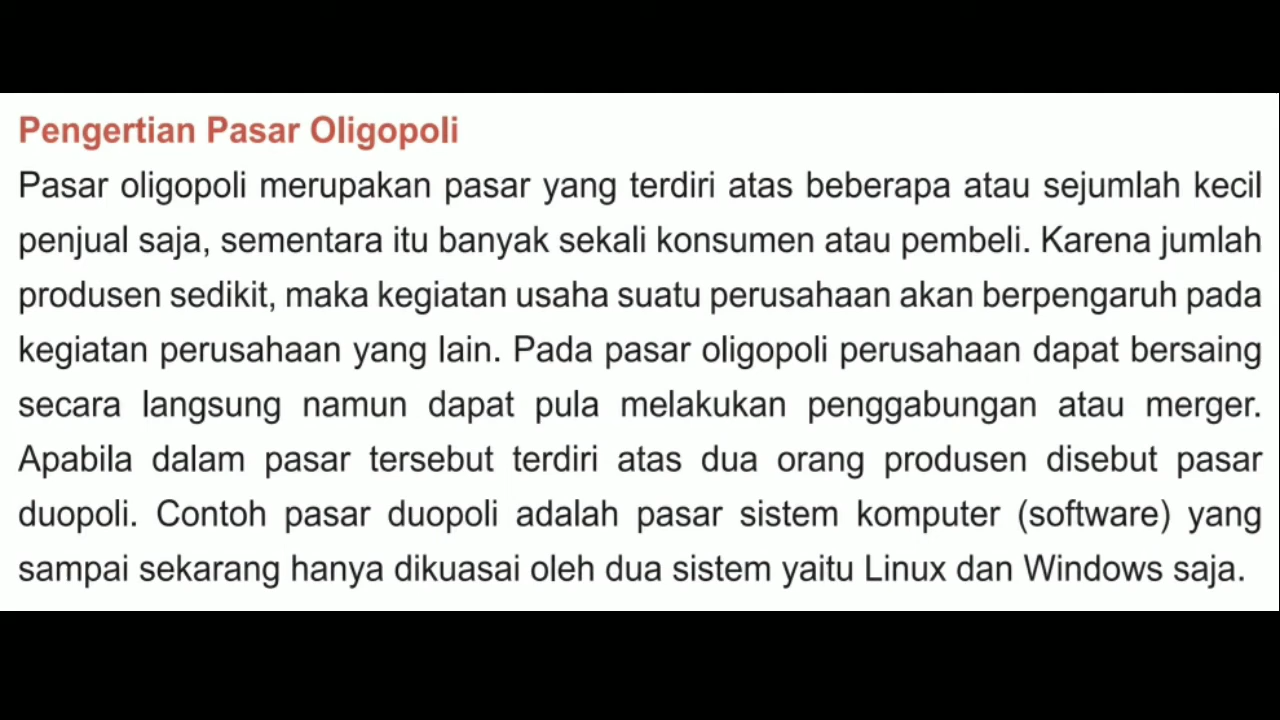 Pengertian Pasar Oligopoli
Pasar oligopoli merupakan pasar yang terdiri atas beberapa atau sejumlah kecil
penjual saja, sementara itu banyak sekali konsumen atau pembeli. Karena jumlah
produsen sedikit, maka kegiatan usaha suatu perusahaan akan berpengaruh pada
kegiatan perusahaan yang lain. Pada pasar oligopoli perusahaan dapat bersaing
secara langsung namun dapat pula melakukan penggabungan atau merger.
Apabila dalam pasar tersebut terdiri atas dua orang produsen disebut pasar
duopoli. Contoh pasar duopoli adalah pasar sistem komputer (software) yang
sampai sekarang hanya dikuasai oleh dua sistem yaitu Linux dan Windows saja.